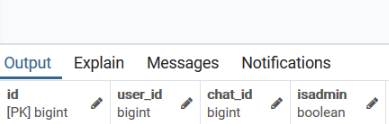 Output Explain Messages Notifications
id user_id chat_id isadmin
[PK] bigint bigint bigint boolean